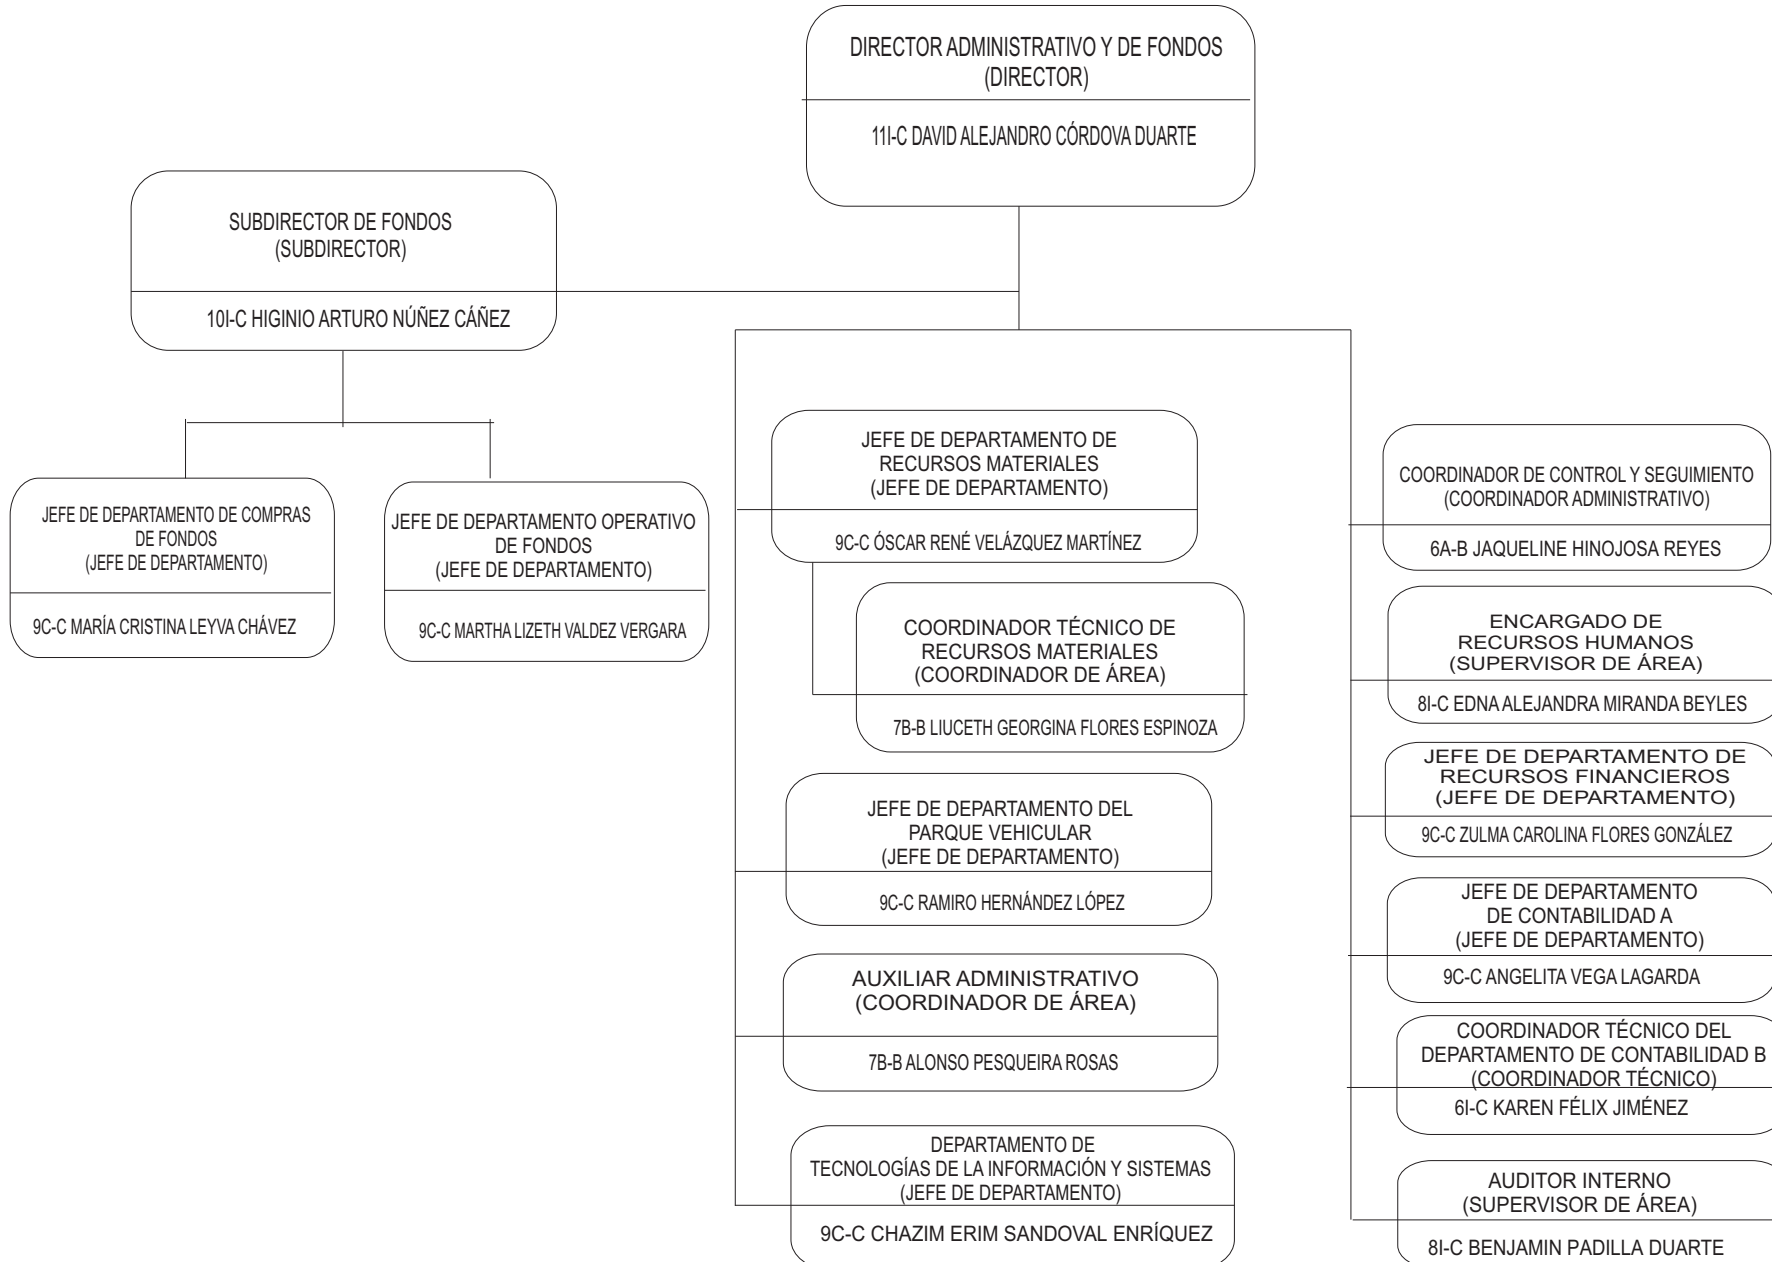 DIRECTOR ADMINISTRATIVO Y DE FONDOS
(DIRECTOR)
11I-C DAVID ALEJANDRO CÓRDOVA DUARTE
SUBDIRECTOR DE FONDOS
(SUBDIRECTOR)
10I-C HIGINIO ARTURO NÚÑEZ CÁÑEZ
JEFE DE DEPARTAMENTO DE COMPRAS
DE FONDOS
(JEFE DE DEPARTAMENTO)
9C-C MARÍA CRISTINA LEYVA CHÁVEZ
JEFE DE DEPARTAMENTO OPERATIVO
DE FONDOS
(JEFE DE DEPARTAMENTO)
9C-C MARTHA LIZETH VALDEZ VERGARA
JEFE DE DEPARTAMENTO DE
RECURSOS MATERIALES
(JEFE DE DEPARTAMENTO)
9C-C ÓSCAR RENÉ VELÁZQUEZ MARTÍNEZ
COORDINADOR TÉCNICO DE
RECURSOS MATERIALES
(COORDINADOR DE ÁREA)
7B-B LIUCETH GEORGINA FLORES ESPINOZA
JEFE DE DEPARTAMENTO DEL
PARQUE VEHICULAR
(JEFE DE DEPARTAMENTO)
9C-C RAMIRO HERNÁNDEZ LÓPEZ
AUXILIAR ADMINISTRATIVO
(COORDINADOR DE ÁREA)
7B-B ALONSO PESQUEIRA ROSAS
DEPARTAMENTO DE
TECNOLOGÍAS DE LA INFORMACIÓN Y SISTEMAS
(JEFE DE DEPARTAMENTO)
9C-C CHAZIM ERIM SANDOVAL ENRÍQUEZ
COORDINADOR DE CONTROL Y SEGUIMIENTO
(COORDINADOR ADMINISTRATIVO)
6A-B JAQUELINE HINOJOSA REYES
ENCARGADO DE
RECURSOS HUMANOS
(SUPERVISOR DE ÁREA)
8I-C EDNA ALEJANDRA MIRANDA BEYLES
JEFE DE DEPARTAMENTO DE
RECURSOS FINANCIEROS
(JEFE DE DEPARTAMENTO)
9C-C ZULMA CAROLINA FLORES GONZÁLEZ
JEFE DE DEPARTAMENTO
DE CONTABILIDAD A
(JEFE DE DEPARTAMENTO)
9C-C ANGELITA VEGA LAGARDA
COORDINADOR TÉCNICO DEL
DEPARTAMENTO DE CONTABILIDAD B
(COORDINADOR TÉCNICO)
6I-C KAREN FÉLIX JIMÉNEZ
AUDITOR INTERNO
(SUPERVISOR DE ÁREA)
8I-C BENJAMIN PADILLA DUARTE